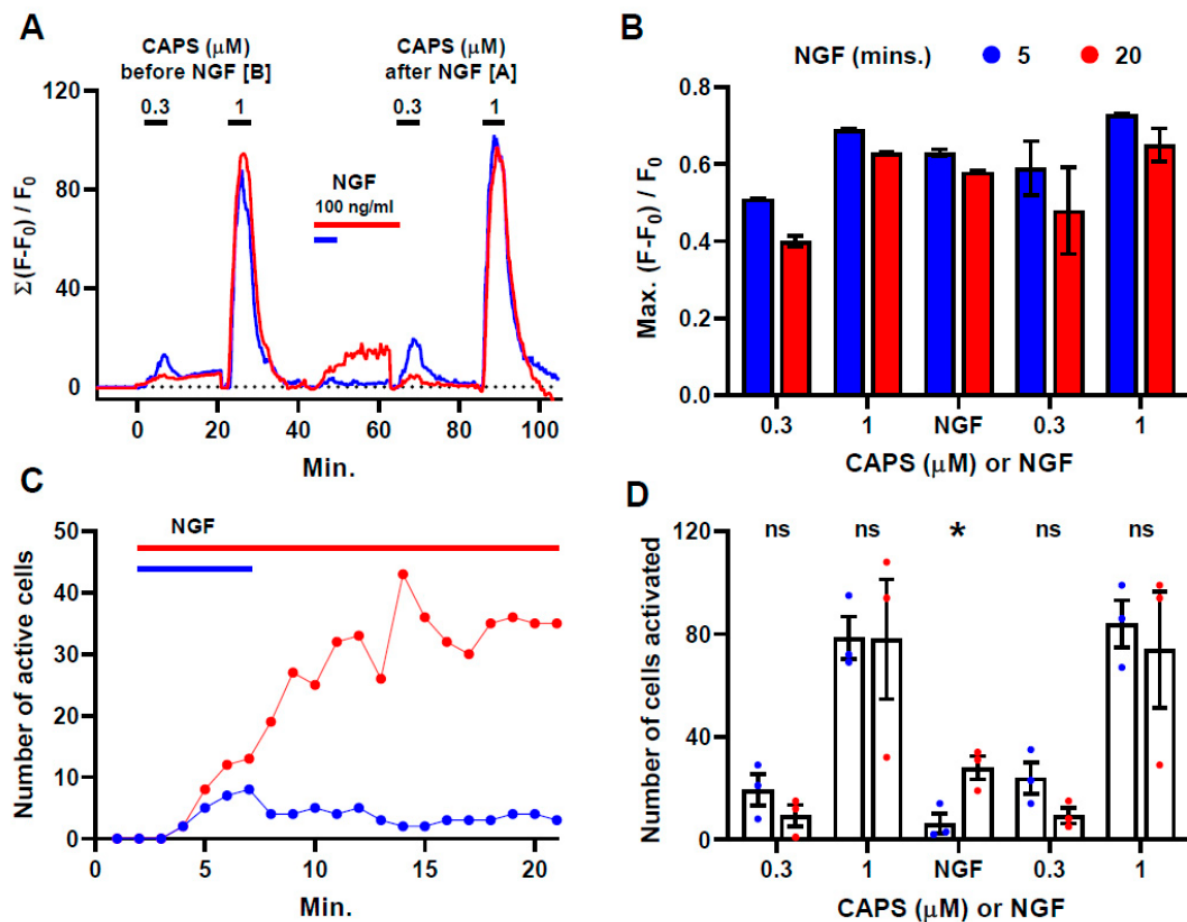 A
CAPS (μM)
before NGF [B]
CAPS (μM)
after NGF [A]
0.3
1
0.3
1
NGF
100 ng/ml
Σ(F-F₀) / F₀
120
80
40
0
0
20
40
60
80
100
Min.
B
NGF (mins.)
5
20
Max. (F-F₀) / F₀
0.8
0.6
0.4
0.2
0.0
0.3
1
NGF
0.3
1
CAPS (μM) or NGF
C
NGF
Number of active cells
50
40
30
20
10
0
0
5
10
15
20
Min.
D
ns
ns
*
ns
ns
Number of cells activated
120
80
40
0
0.3
1
NGF
0.3
1
CAPS (μM) or NGF